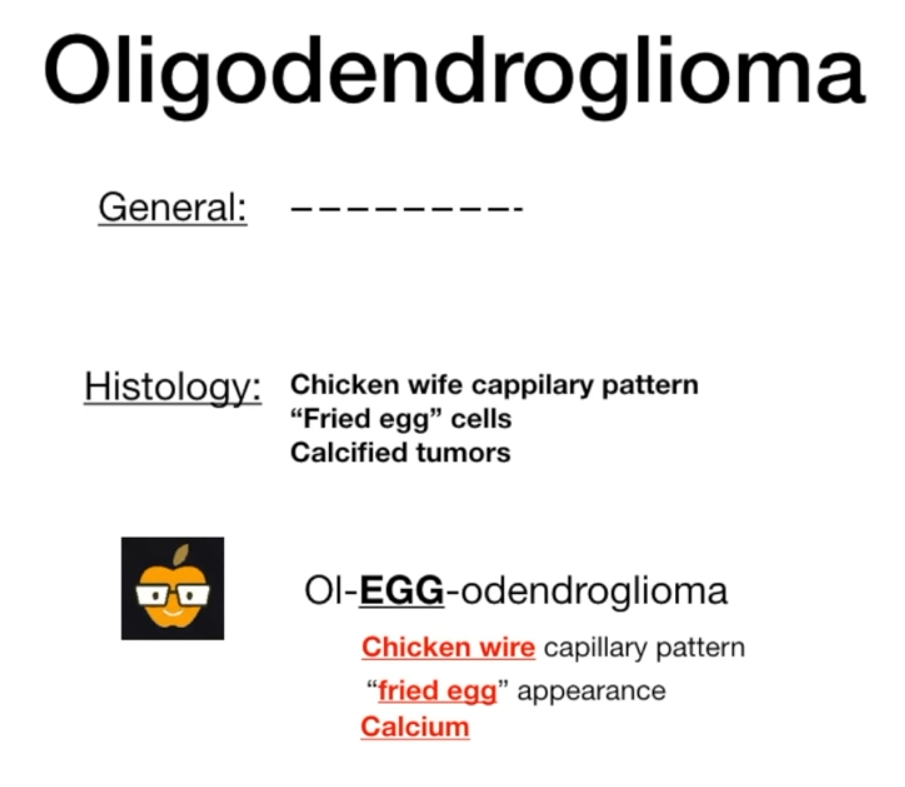 Oligodendroglioma
General: – – – – – – – – -
Histology: Chicken wife cappilary pattern
“Fried egg” cells
Calcified tumors
Ol-EGG-odendroglioma
Chicken wire capillary pattern
“fried egg” appearance
Calcium